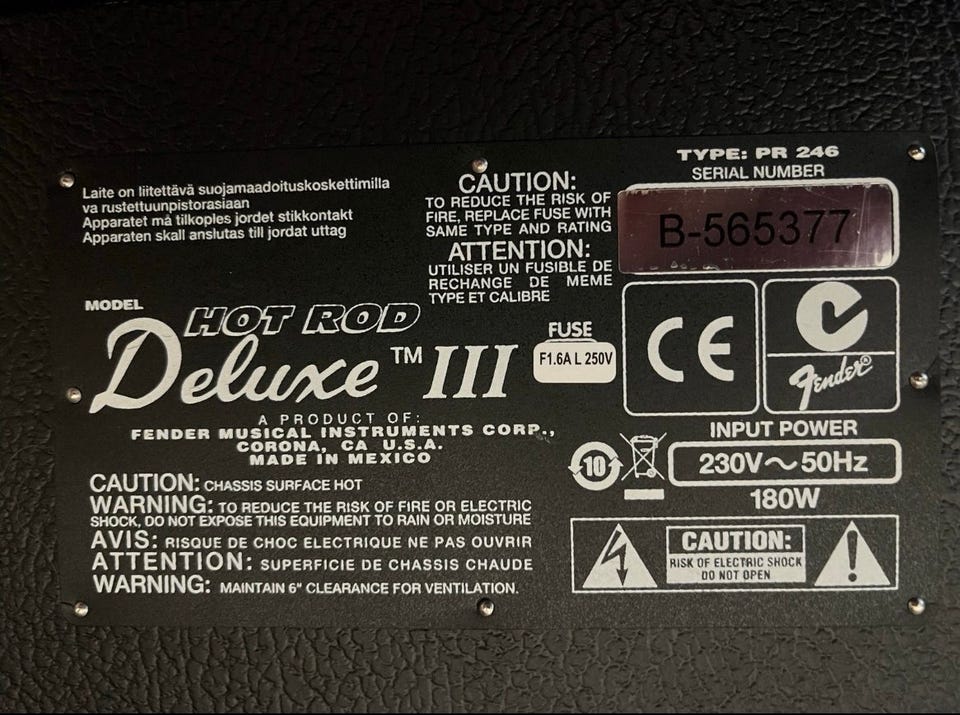 Laite on liitettävä suojamaadoituskoskettimilla
va rustettuunpistorasiaan
Apparatet må tilkoples jordet stikkontakt
Apparaten skall anslutas till jordat uttag
CAUTION:
TO REDUCE THE RISK OF
FIRE, REPLACE FUSE WITH
SAME TYPE AND RATING
ATTENTION:
UTILISER UN FUSIBLE DE
RECHANGE DE MEME
TYPE ET CALIBRE
TYPE: PR 246
SERIAL NUMBER
B-565377
MODEL
HOT ROD
Deluxe™ III
FUSE
F1.6A L 250V
CE
Fender®
A PRODUCT OF:
FENDER MUSICAL INSTRUMENTS CORP.,
CORONA, CA U.S.A.
MADE IN MEXICO
10
INPUT POWER
230V~50Hz
180W
CAUTION: CHASSIS SURFACE HOT
WARNING: TO REDUCE THE RISK OF FIRE OR ELECTRIC
SHOCK, DO NOT EXPOSE THIS EQUIPMENT TO RAIN OR MOISTURE
AVIS: RISQUE DE CHOC ELECTRIQUE NE PAS OUVRIR
ATTENTION: SUPERFICIE DE CHASSIS CHAUDE
WARNING: MAINTAIN 6" CLEARANCE FOR VENTILATION.
CAUTION:
RISK OF ELECTRIC SHOCK
DO NOT OPEN